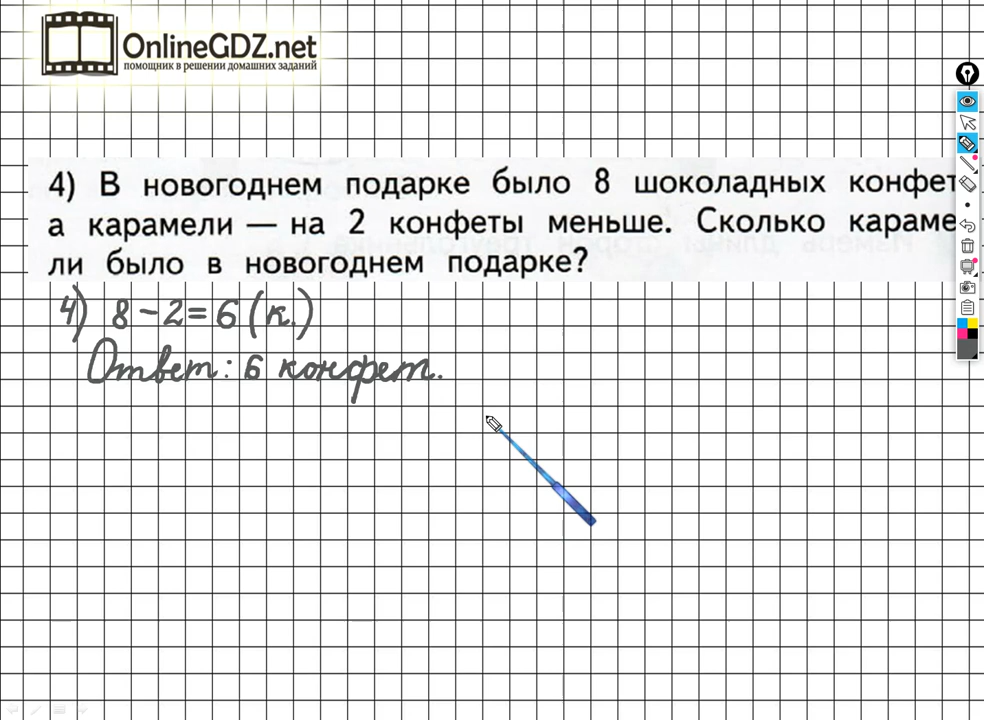 OnlineGDZ.net
помощник в решении домашних заданий
4) В новогоднем подарке было 8 шоколадных конфет
а карамели — на 2 конфеты меньше. Сколько караме
ли было в новогоднем подарке?
4) 8 – 2 = 6 (к.)
Ответ: 6 конфет.